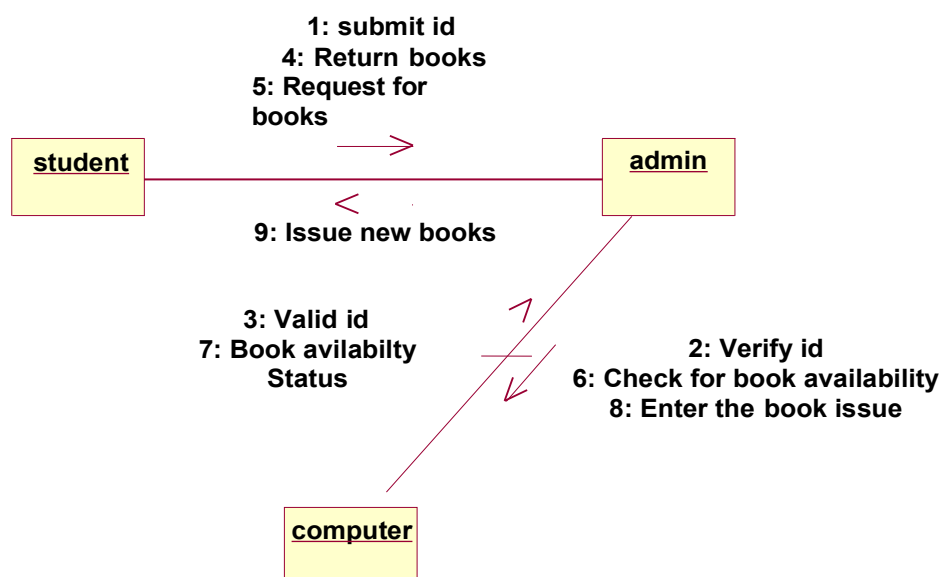 1: submit id
4: Return books
5: Request for
books
student
admin
9: Issue new books
3: Valid id
7: Book avilabilty
Status
2: Verify id
6: Check for book availability
8: Enter the book issue
computer